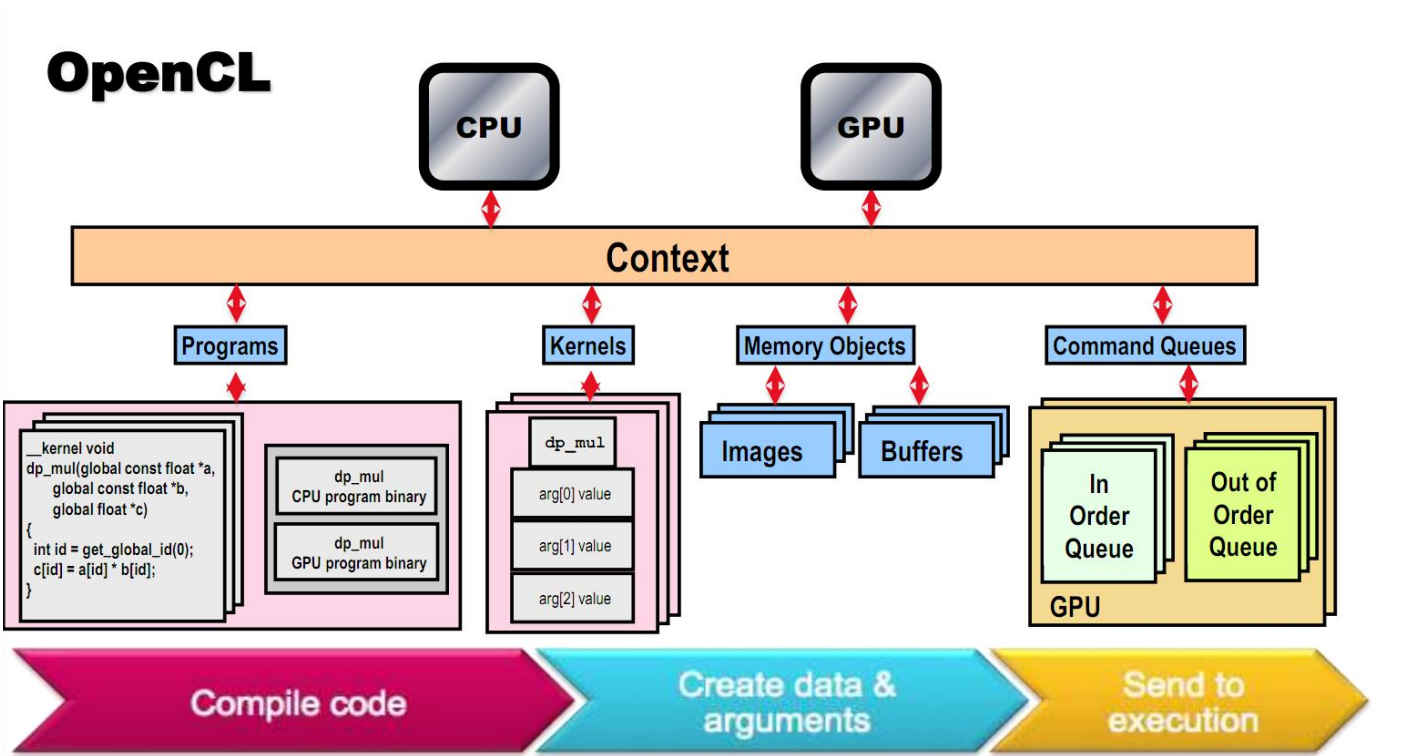 OpenCL
CPU
GPU
Context
Programs
Kernels
Memory Objects
Command Queues
__kernel void
dp_mul(global const float *a,
global const float *b,
global float *c)
{
int id = get_global_id(0);
c[id] = a[id] * b[id];
}
dp_mul
CPU program binary
dp_mul
GPU program binary
dp_mul
arg[0] value
arg[1] value
arg[2] value
Images
Buffers
In
Order
Queue
Out of
Order
Queue
GPU
Compile code
Create data &
arguments
Send to
execution